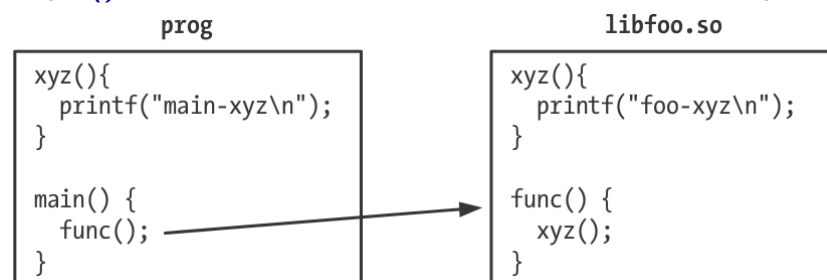 prog
xyz(){
printf("main-xyz\n");
}
main() {
func();
}
libfoo.so
xyz(){
printf("foo-xyz\n");
}
func() {
xyz();
}